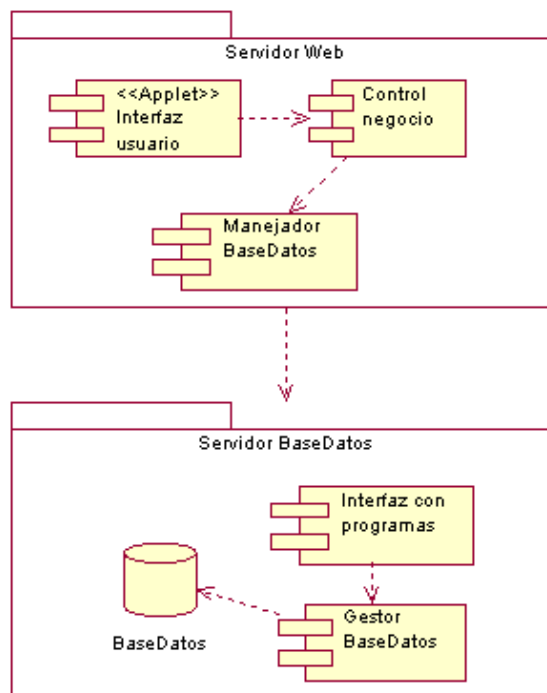 Servidor Web
<<Applet>>
Interfaz
usuario
Control
negocio
Manejador
BaseDatos
Servidor BaseDatos
Interfaz con
programas
Gestor
BaseDatos
BaseDatos